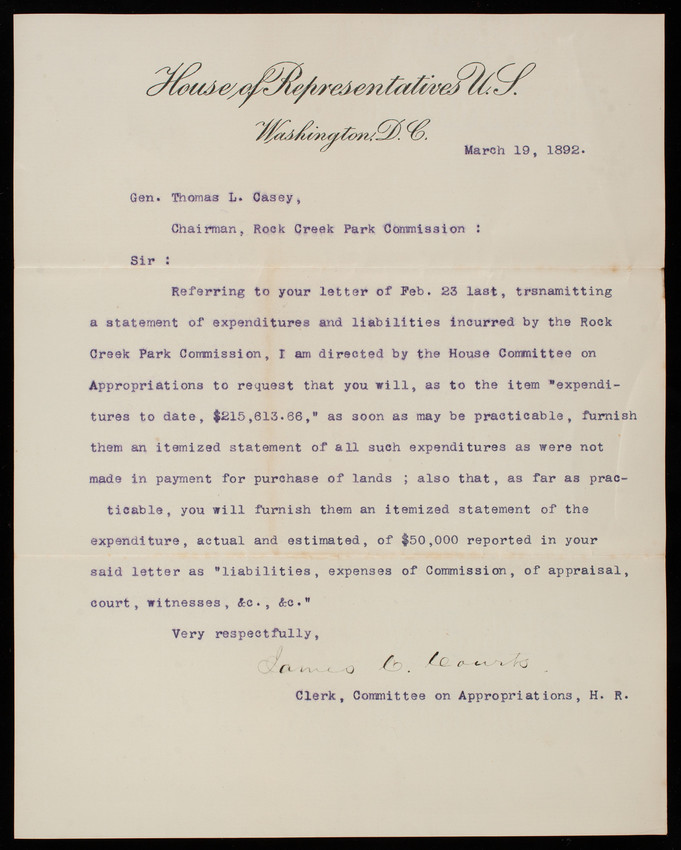 House of Representatives U.S.
Washington, D.C.
March 19, 1892.
Gen. Thomas L. Casey,
Chairman, Rock Creek Park Commission :
Sir :
Referring to your letter of Feb. 23 last, trsnamitting
a statement of expenditures and liabilities incurred by the Rock
Creek Park Commission, I am directed by the House Committee on
Appropriations to request that you will, as to the item "expendi-
tures to date, $215,613.66," as soon as may be practicable, furnish
them an itemized statement of all such expenditures as were not
made in payment for purchase of lands ; also that, as far as prac-
ticable, you will furnish them an itemized statement of the
expenditure, actual and estimated, of $50,000 reported in your
said letter as "liabilities, expenses of Commission, of appraisal,
court, witnesses, &c., &c."
Very respectfully,
James C. Courts.
Clerk, Committee on Appropriations, H. R.